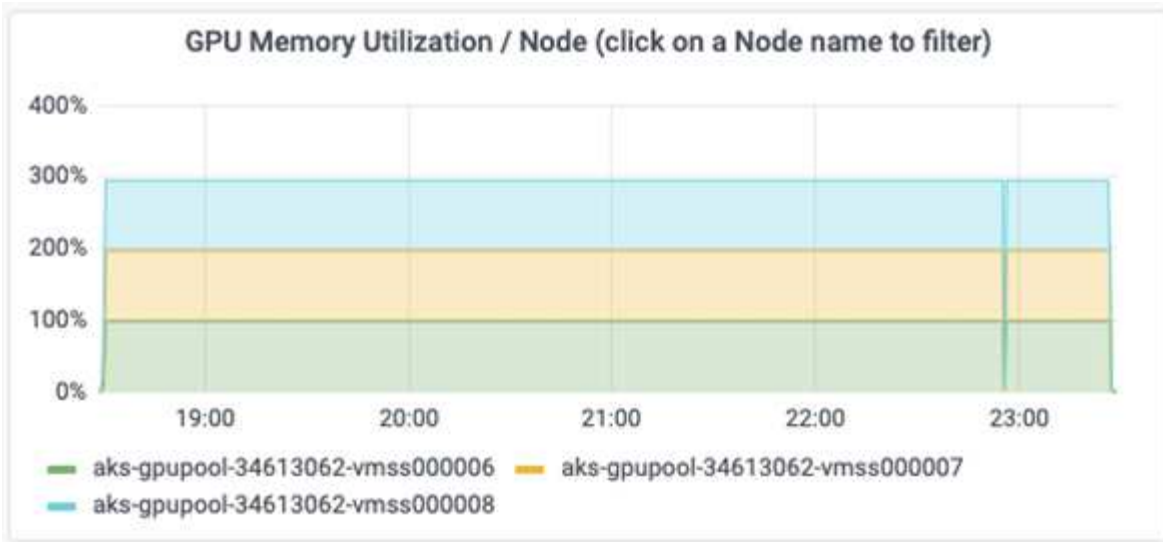 GPU Memory Utilization / Node (click on a Node name to filter)
400%
300%
200%
100%
0%
19:00 20:00 21:00 22:00 23:00
aks-gpupool-34613062-vmss000006 aks-gpupool-34613062-vmss000007
aks-gpupool-34613062-vmss000008